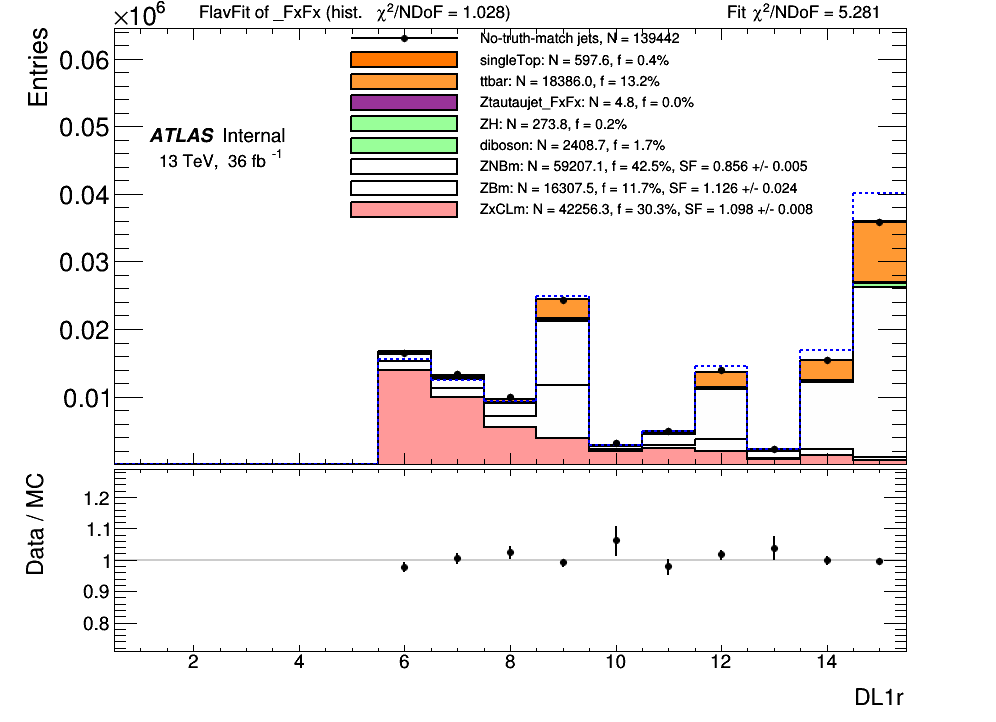 ×10⁶ FlavFit of _FxFx (hist. χ²/NDoF = 1.028) Fit χ²/NDoF = 5.281
Entries
0.06
0.05
0.04
0.03
0.02
0.01
ATLAS Internal
13 TeV, 36 fb⁻¹
No-truth-match jets, N = 139442
singleTop: N = 597.6, f = 0.4%
ttbar: N = 18386.0, f = 13.2%
Ztautaujet_FxFx: N = 4.8, f = 0.0%
ZH: N = 273.8, f = 0.2%
diboson: N = 2408.7, f = 1.7%
ZNBm: N = 59207.1, f = 42.5%, SF = 0.856 +/- 0.005
ZBm: N = 16307.5, f = 11.7%, SF = 1.126 +/- 0.024
ZxCLm: N = 42256.3, f = 30.3%, SF = 1.098 +/- 0.008
Data / MC
1.2
1.1
1
0.9
0.8
2 4 6 8 10 12 14
DL1r